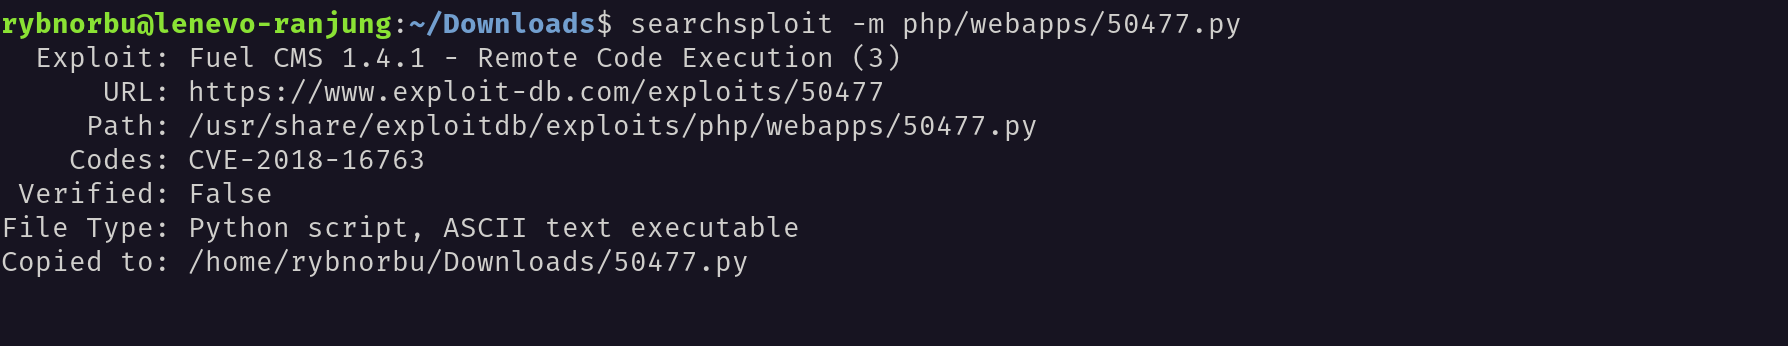 rybnorbu@lenevo-ranjung:~/Downloads$ searchsploit -m php/webapps/50477.py
Exploit: Fuel CMS 1.4.1 - Remote Code Execution (3)
URL: https://www.exploit-db.com/exploits/50477
Path: /usr/share/exploitdb/exploits/php/webapps/50477.py
Codes: CVE-2018-16763
Verified: False
File Type: Python script, ASCII text executable
Copied to: /home/rybnorbu/Downloads/50477.py